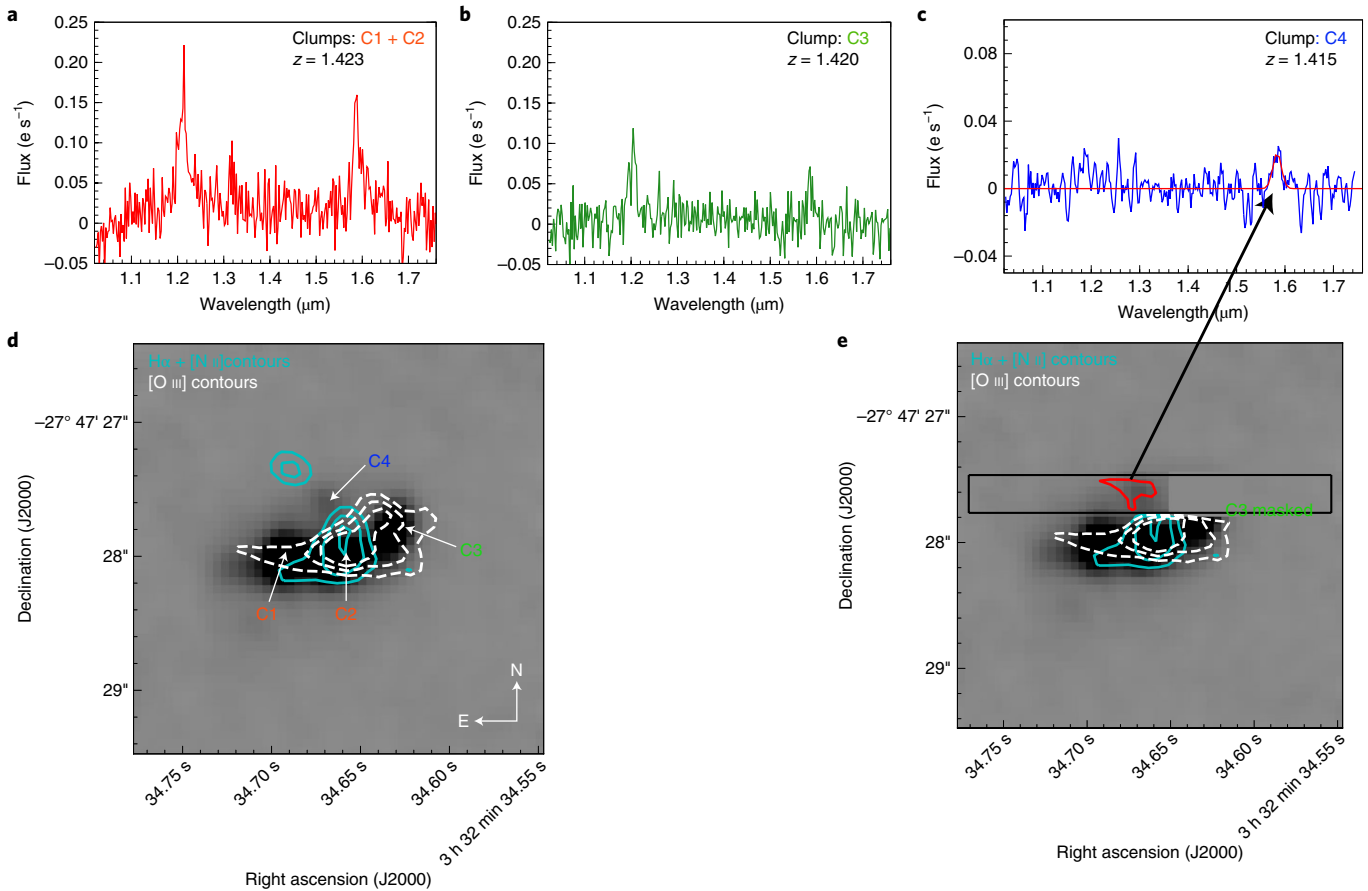 a
0.25
0.20
0.15
0.10
0.05
0
−0.05
Flux (e s⁻¹)
Clumps: C1 + C2
z = 1.423
1.1 1.2 1.3 1.4 1.5 1.6 1.7
Wavelength (μm)
b
0.25
0.20
0.15
0.10
0.05
0
−0.05
Flux (e s⁻¹)
Clump: C3
z = 1.420
1.1 1.2 1.3 1.4 1.5 1.6 1.7
Wavelength (μm)
c
0.08
0.04
0
−0.04
Flux (e s⁻¹)
Clump: C4
z = 1.415
1.1 1.2 1.3 1.4 1.5 1.6 1.7
Wavelength (μm)
d
Hα + [N I]contours
[O III] contours
−27° 47' 27"
28"
29"
Declination (J2000)
C4
C3
C1
C2
N
E
34.75 s
34.70 s
34.65 s
34.60 s
3 h 32 min 34.55 s
Right ascension (J2000)
e
Hα + [N I] contours
[O III] contours
−27° 47' 27"
28"
29"
Declination (J2000)
C3 masked
34.75 s
34.70 s
34.65 s
34.60 s
3 h 32 min 34.55 s
Right ascension (J2000)